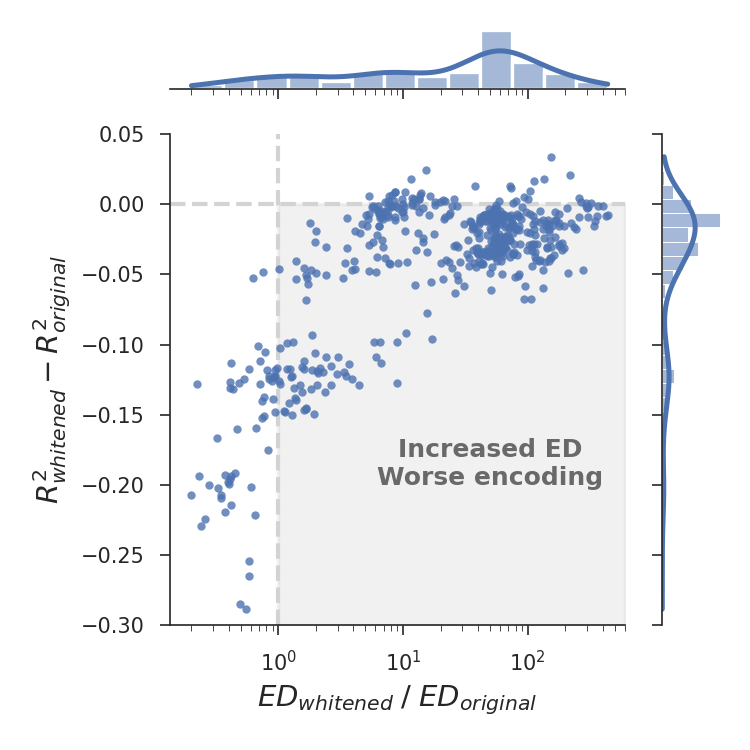 0.05
0.00
−0.05
−0.10
−0.15
−0.20
−0.25
−0.30
R²whitened − R²original
Increased ED
Worse encoding
10⁰ 10¹ 10²
EDwhitened / EDoriginal